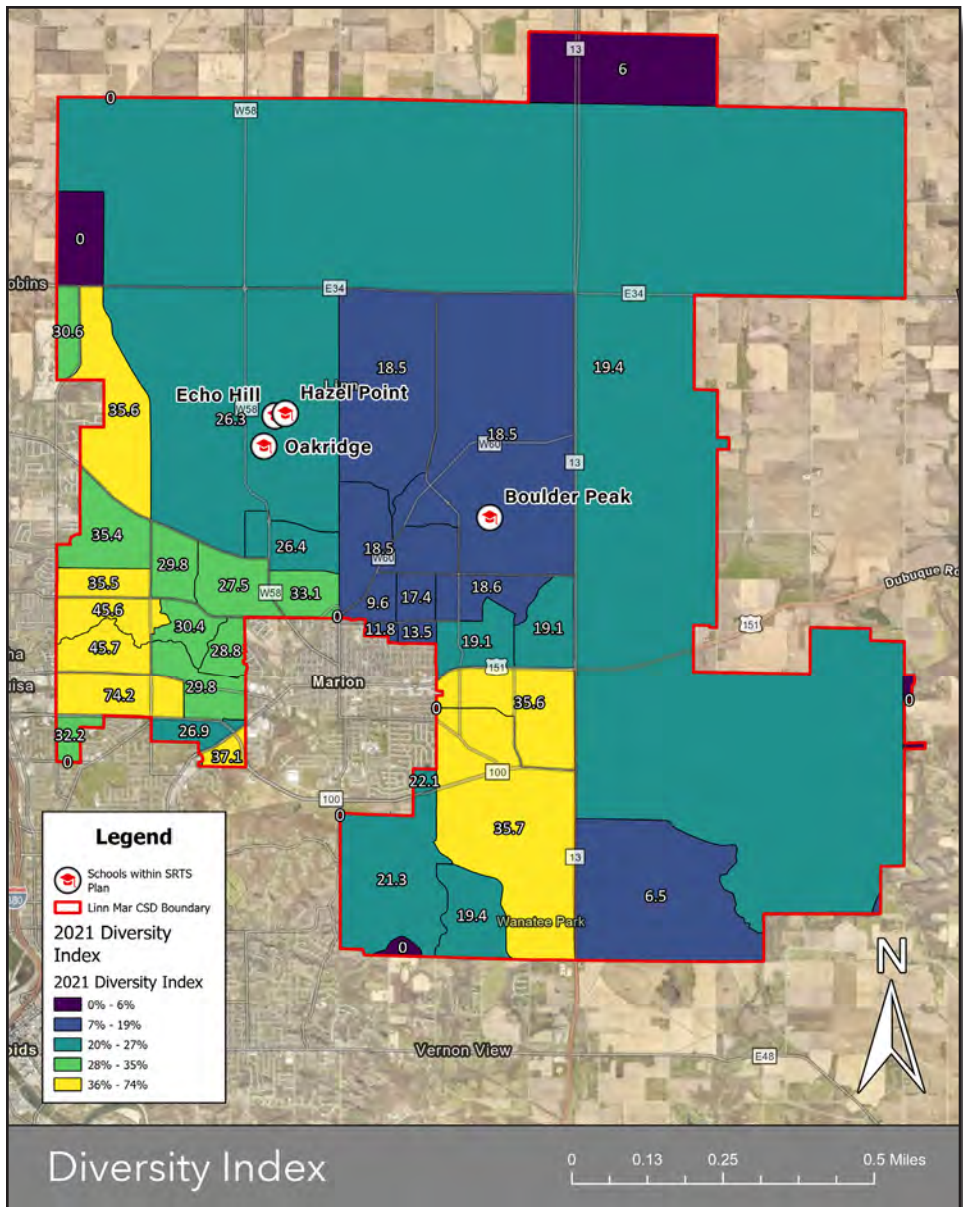 13
6
0
W58
0
obins
E34
E34
30.6
18.5
19.4
Echo Hill
Hazel Point
35.6
W58
26.3
18.5
W60
Oakridge
13
Boulder Peak
35.4
26.4
18.5
W60
29.8
27.5
35.5
W58
33.1
18.6
Dubuque Rd
9.6
17.4
45.6
0
30.4
11.8
13.5
19.1
19.1
151
45.7
28.8
na
151
uisa
Marion
74.2
29.8
35.6
0
0
32.2
26.9
37.1
0
22.1
100
100
0
35.7
21.3
13
19.4
6.5
Wanatee Park
0
Legend
Schools within SRTS
Plan
Linn Mar CSD Boundary
2021 Diversity
Index
2021 Diversity Index
0% - 6%
7% - 19%
20% - 27%
28% - 35%
36% - 74%
380
oids
Vernon View
E48
N
Diversity Index
0 0.13 0.25 0.5 Miles